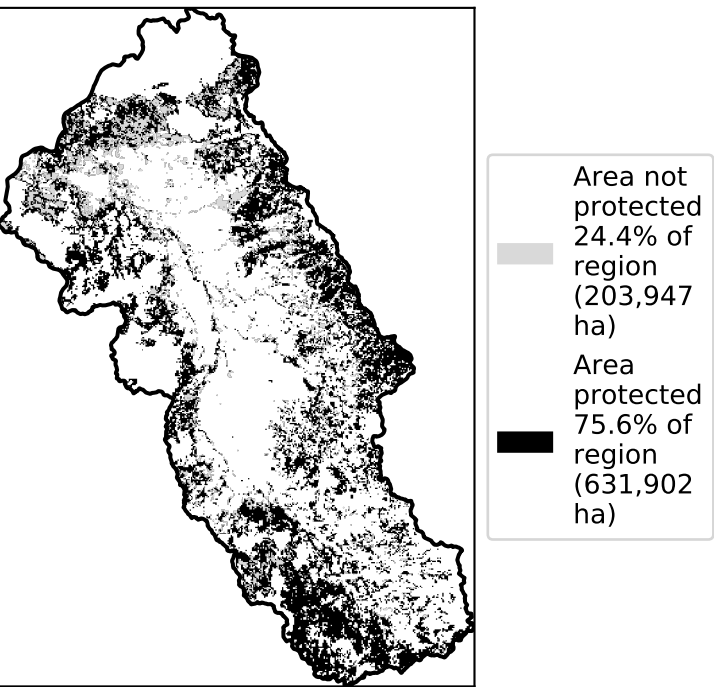 Area not
protected
24.4% of
region
(203,947
ha)
Area
protected
75.6% of
region
(631,902
ha)